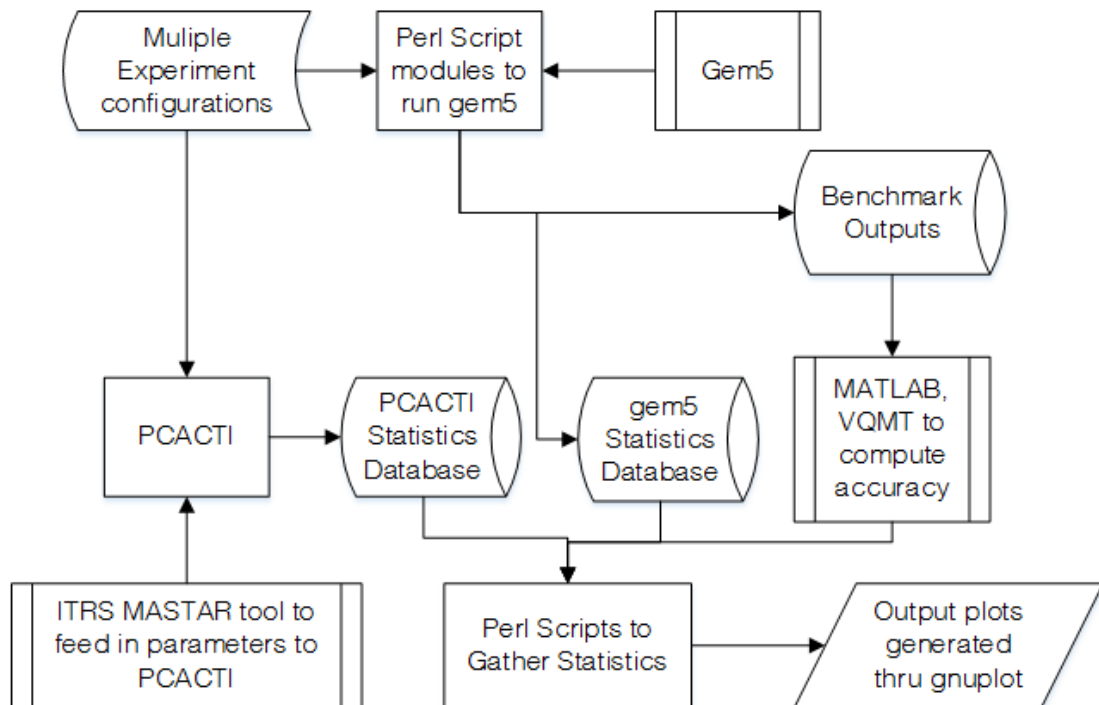 Muliple
Experiment
configurations
Perl Script
modules to
run gem5
Gem5
Benchmark
Outputs
PCACTI
PCACTI
Statistics
Database
gem5
Statistics
Database
MATLAB,
VQMT to
compute
accuracy
ITRS MASTAR tool to
feed in parameters to
PCACTI
Perl Scripts to
Gather Statistics
Output plots
generated
thru gnuplot